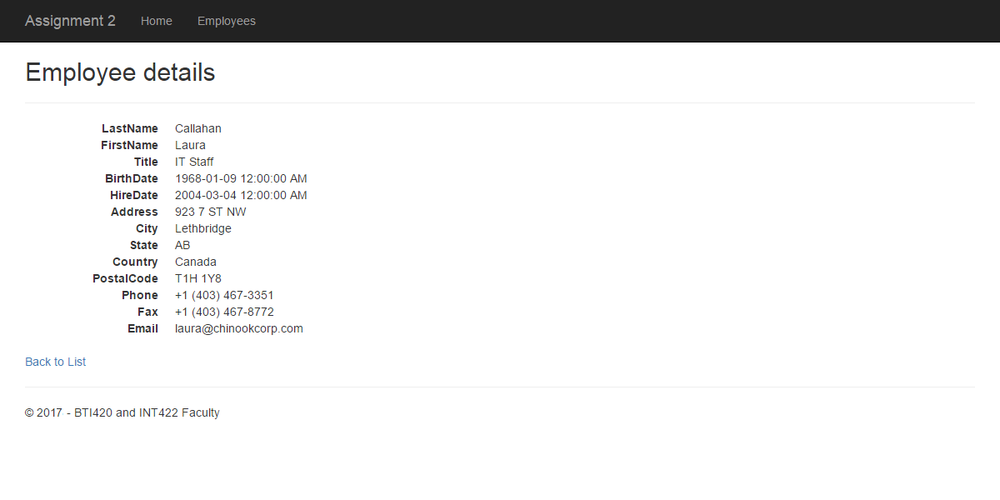 Assignment 2 Home Employees
Employee details
LastName Callahan
FirstName Laura
Title IT Staff
BirthDate 1968-01-09 12:00:00 AM
HireDate 2004-03-04 12:00:00 AM
Address 923 7 ST NW
City Lethbridge
State AB
Country Canada
PostalCode T1H 1Y8
Phone +1 (403) 467-3351
Fax +1 (403) 467-8772
Email laura@chinookcorp.com
Back to List
© 2017 - BTI420 and INT422 Faculty